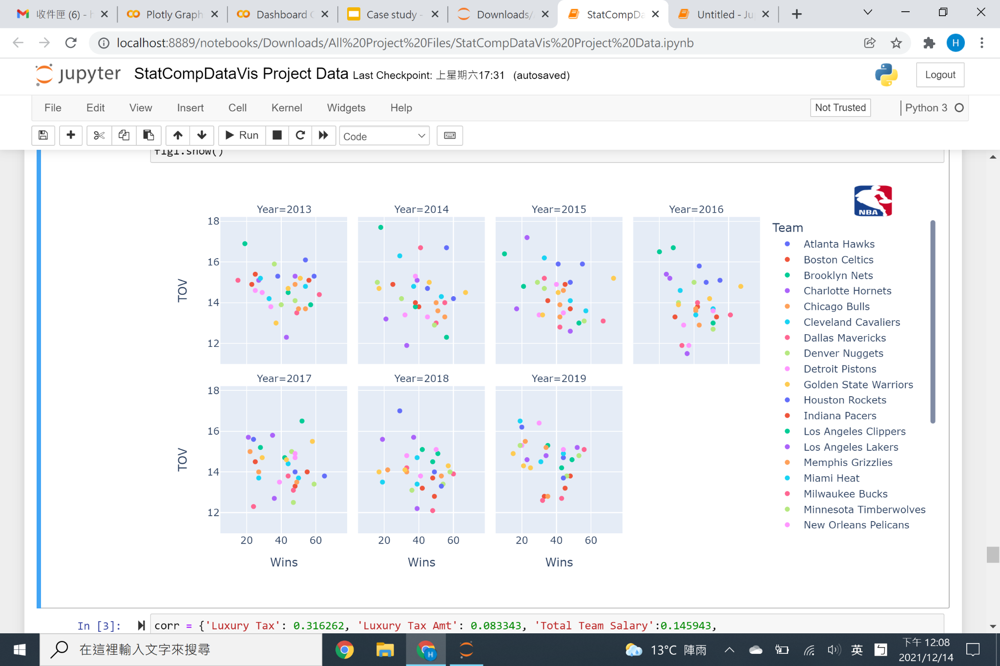 收件匣 (6) - h
Plotly Graph
Dashboard
Case study -
Downloads/
StatCompDa
Untitled - Ju
localhost:8889/notebooks/Downloads/All%20Project%20Files/StatCompDataVis%20Project%20Data.ipynb
H
jupyter StatCompDataVis Project Data Last Checkpoint: 上星期六17:31 (autosaved)
Logout
File Edit View Insert Cell Kernel Widgets Help
Not Trusted
Python 3
Run
Code
fig1.show()
NBA
Year=2013 Year=2014 Year=2015 Year=2016
18
16
14
12
TOV
Year=2017 Year=2018 Year=2019
18
16
14
12
TOV
20 40 60 20 40 60 20 40 60
Wins Wins Wins
Team
Atlanta Hawks
Boston Celtics
Brooklyn Nets
Charlotte Hornets
Chicago Bulls
Cleveland Cavaliers
Dallas Mavericks
Denver Nuggets
Detroit Pistons
Golden State Warriors
Houston Rockets
Indiana Pacers
Los Angeles Clippers
Los Angeles Lakers
Memphis Grizzlies
Miami Heat
Milwaukee Bucks
Minnesota Timberwolves
New Orleans Pelicans
In [3]: corr = {'Luxury Tax': 0.316262, 'Luxury Tax Amt': 0.083343, 'Total Team Salary':0.145943,
在這裡輸入文字來搜尋
H
13°C 陣雨
英
ㄅ
下午 12:08
2021/12/14